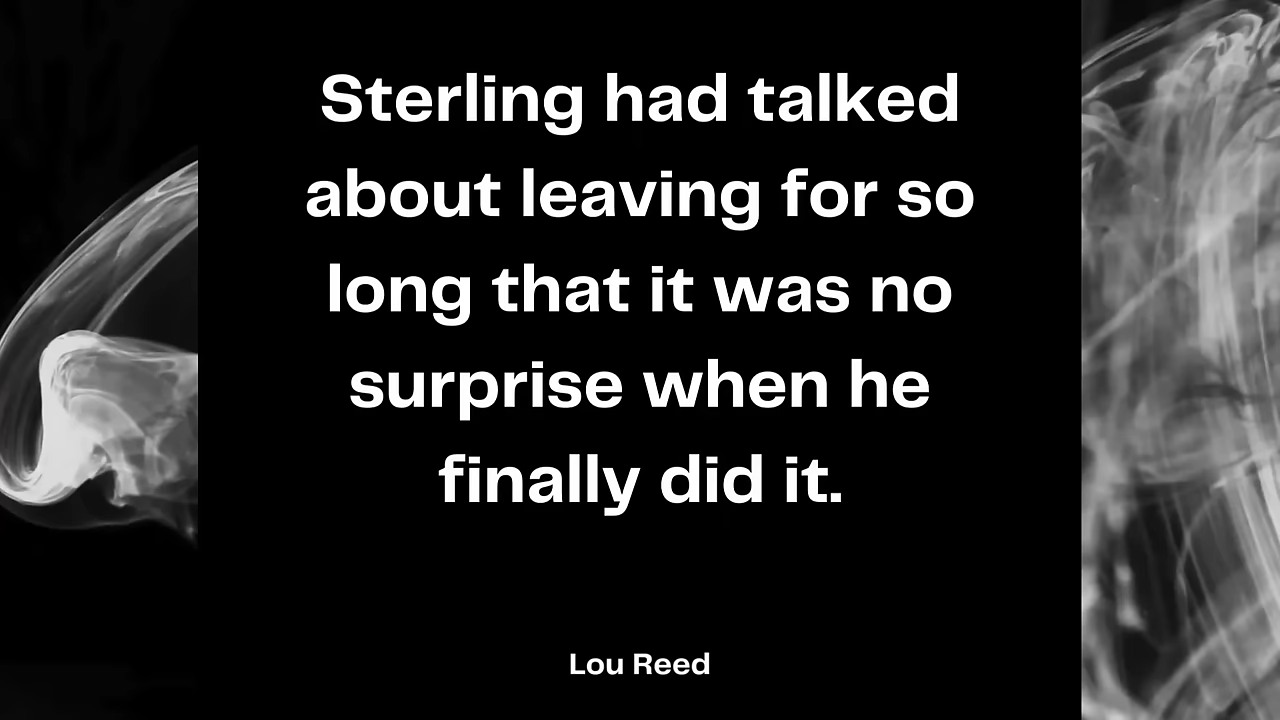 Sterling had talked
about leaving for so
long that it was no
surprise when he
finally did it.
Lou Reed